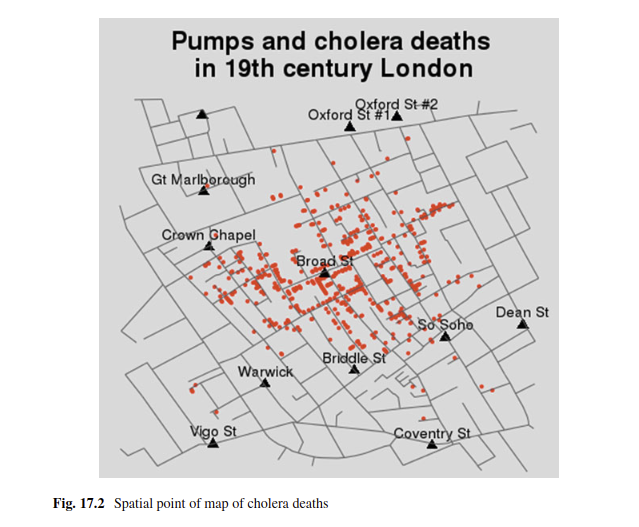 Pumps and cholera deaths
in 19th century London
Oxford St #2
Oxford St #1
Gt Marlborough
Crown Chapel
Broad St
Dean St
So Soho
Briddle St
Warwick
Vigo St
Coventry St
Fig. 17.2 Spatial point of map of cholera deaths